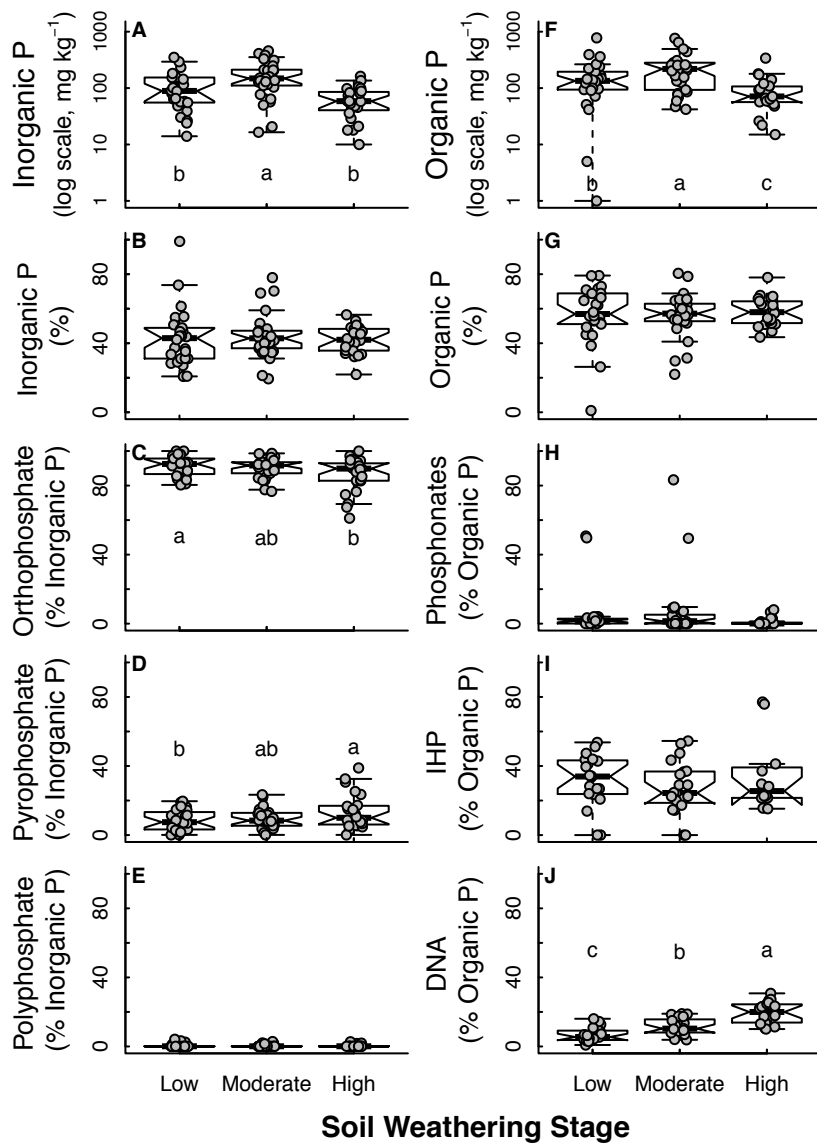 A
Inorganic P
(log scale, mg kg⁻¹)
1000
100
10
1
b a b
B
Inorganic P
(%)
80
40
0
C
Orthophosphate
(% Inorganic P)
80
40
0
a ab b
D
Pyrophosphate
(% Inorganic P)
80
40
0
b ab a
E
Polyphosphate
(% Inorganic P)
80
40
0
Low Moderate High
F
Organic P
(log scale, mg kg⁻¹)
1000
100
10
1
b a c
G
Organic P
(%)
80
40
0
H
Phosphonates
(% Organic P)
80
40
0
I
IHP
(% Organic P)
80
40
0
J
DNA
(% Organic P)
80
40
0
c b a
Low Moderate High
Soil Weathering Stage